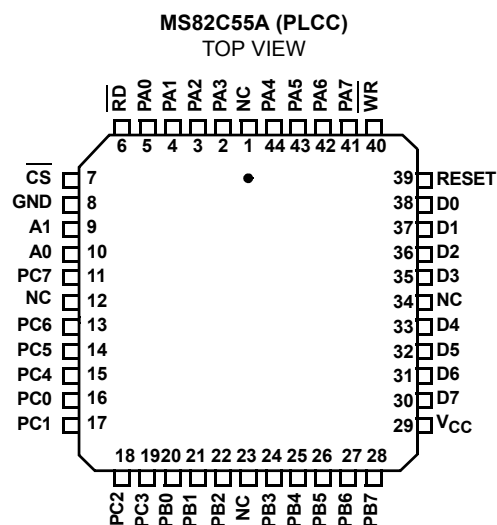 MS82C55A (PLCC)
TOP VIEW
RD PA0 PA1 PA2 PA3 NC PA4 PA5 PA6 PA7 WR
6 5 4 3 2 1 44 43 42 41 40
CS 7
GND 8
A1 9
A0 10
PC7 11
NC 12
PC6 13
PC5 14
PC4 15
PC0 16
PC1 17
39 RESET
38 D0
37 D1
36 D2
35 D3
34 NC
33 D4
32 D5
31 D6
30 D7
29 VCC
18 19 20 21 22 23 24 25 26 27 28
PC2 PC3 PB0 PB1 PB2 NC PB3 PB4 PB5 PB6 PB7